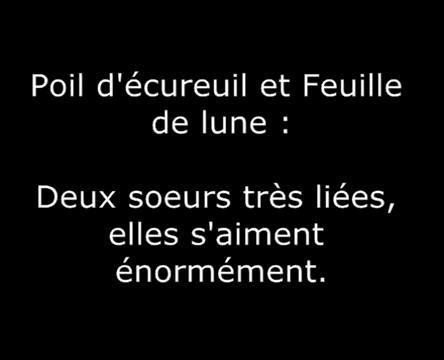 Poil d'écureuil et Feuille
de lune :
Deux soeurs très liées,
elles s'aiment
énormément.